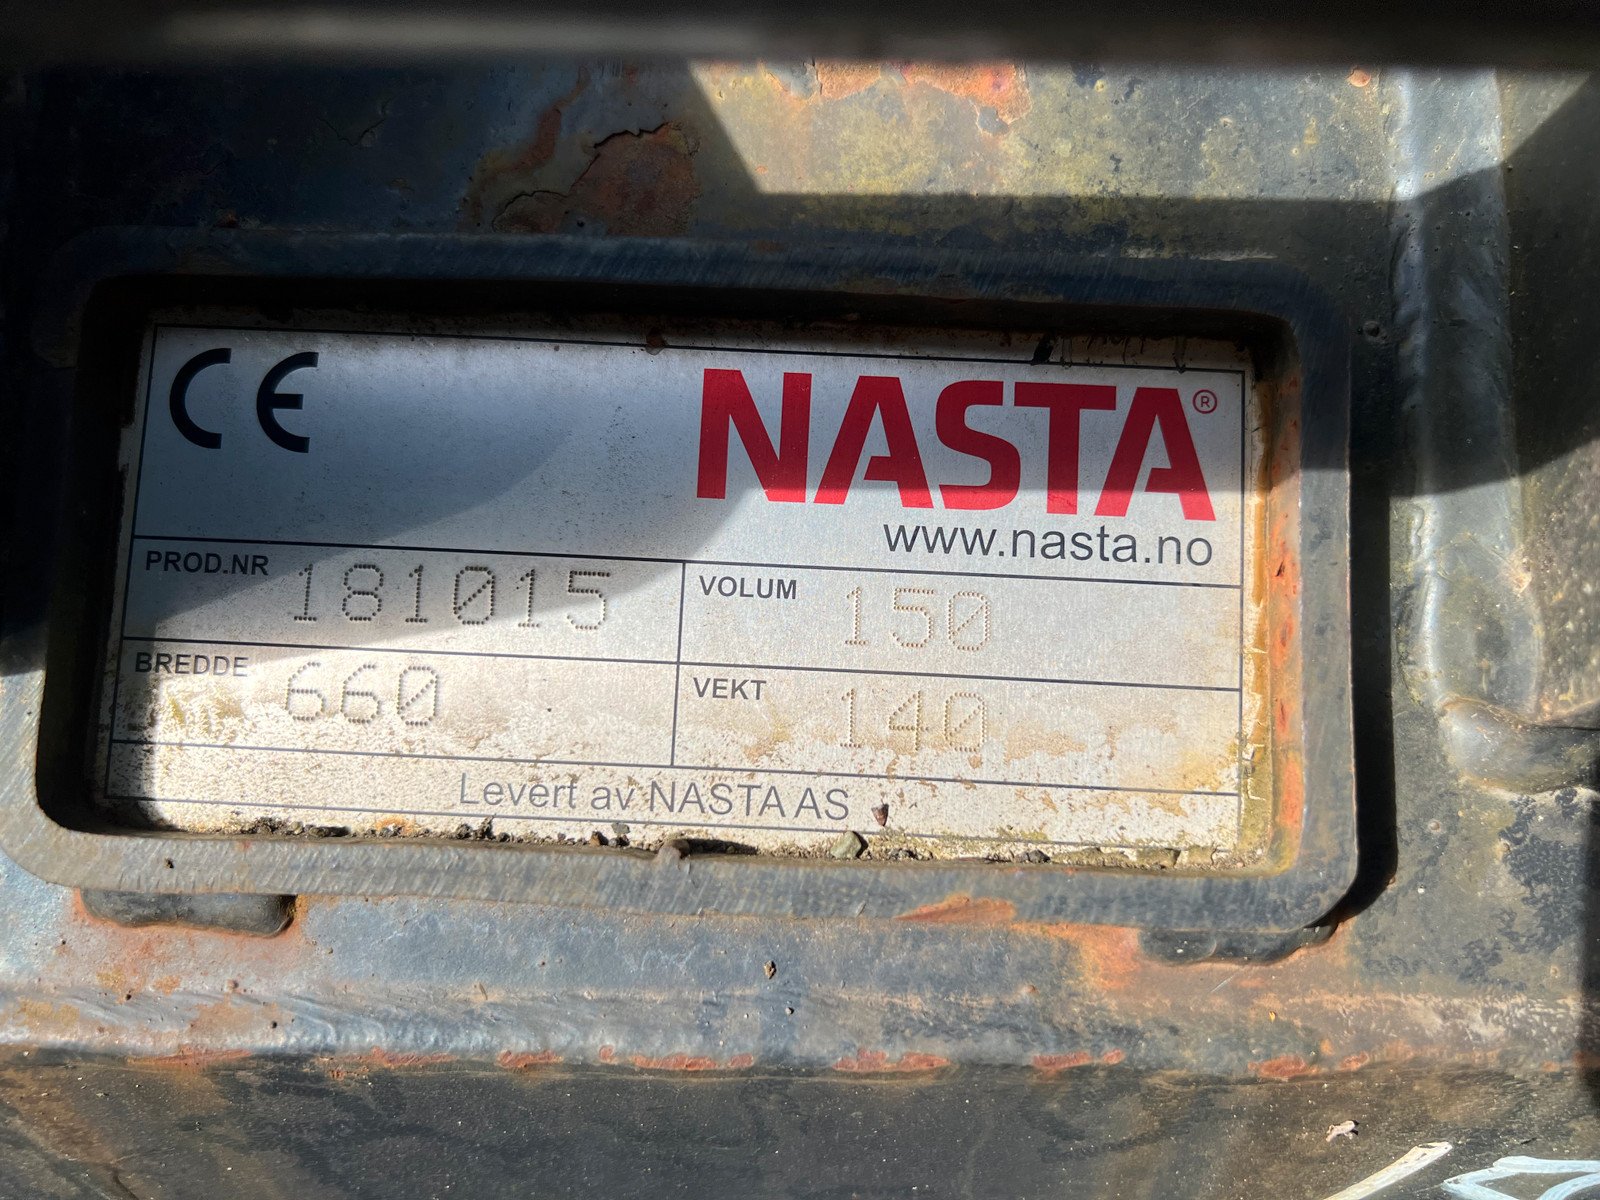 CE
NASTA®
www.nasta.no
PROD.NR 181015
VOLUM 150
BREDDE 660
VEKT 140
Levert av NASTA AS